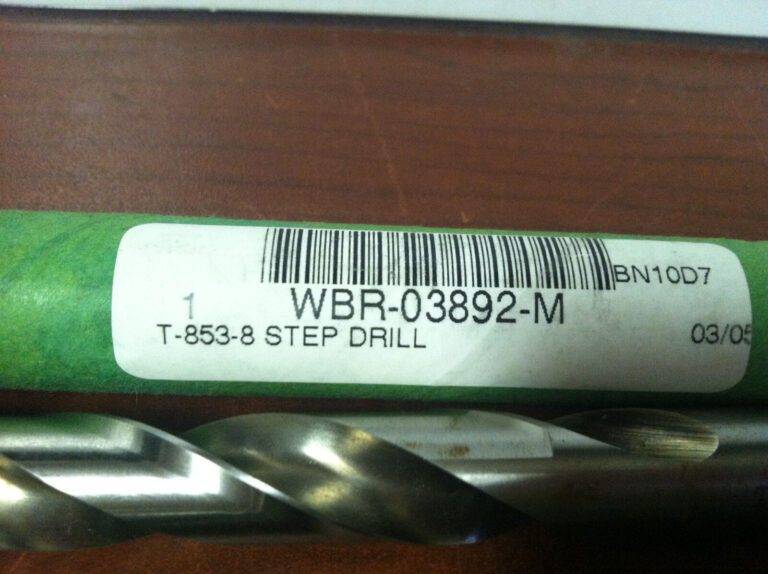 BN10D7
1 WBR-03892-M
T-853-8 STEP DRILL 03/05